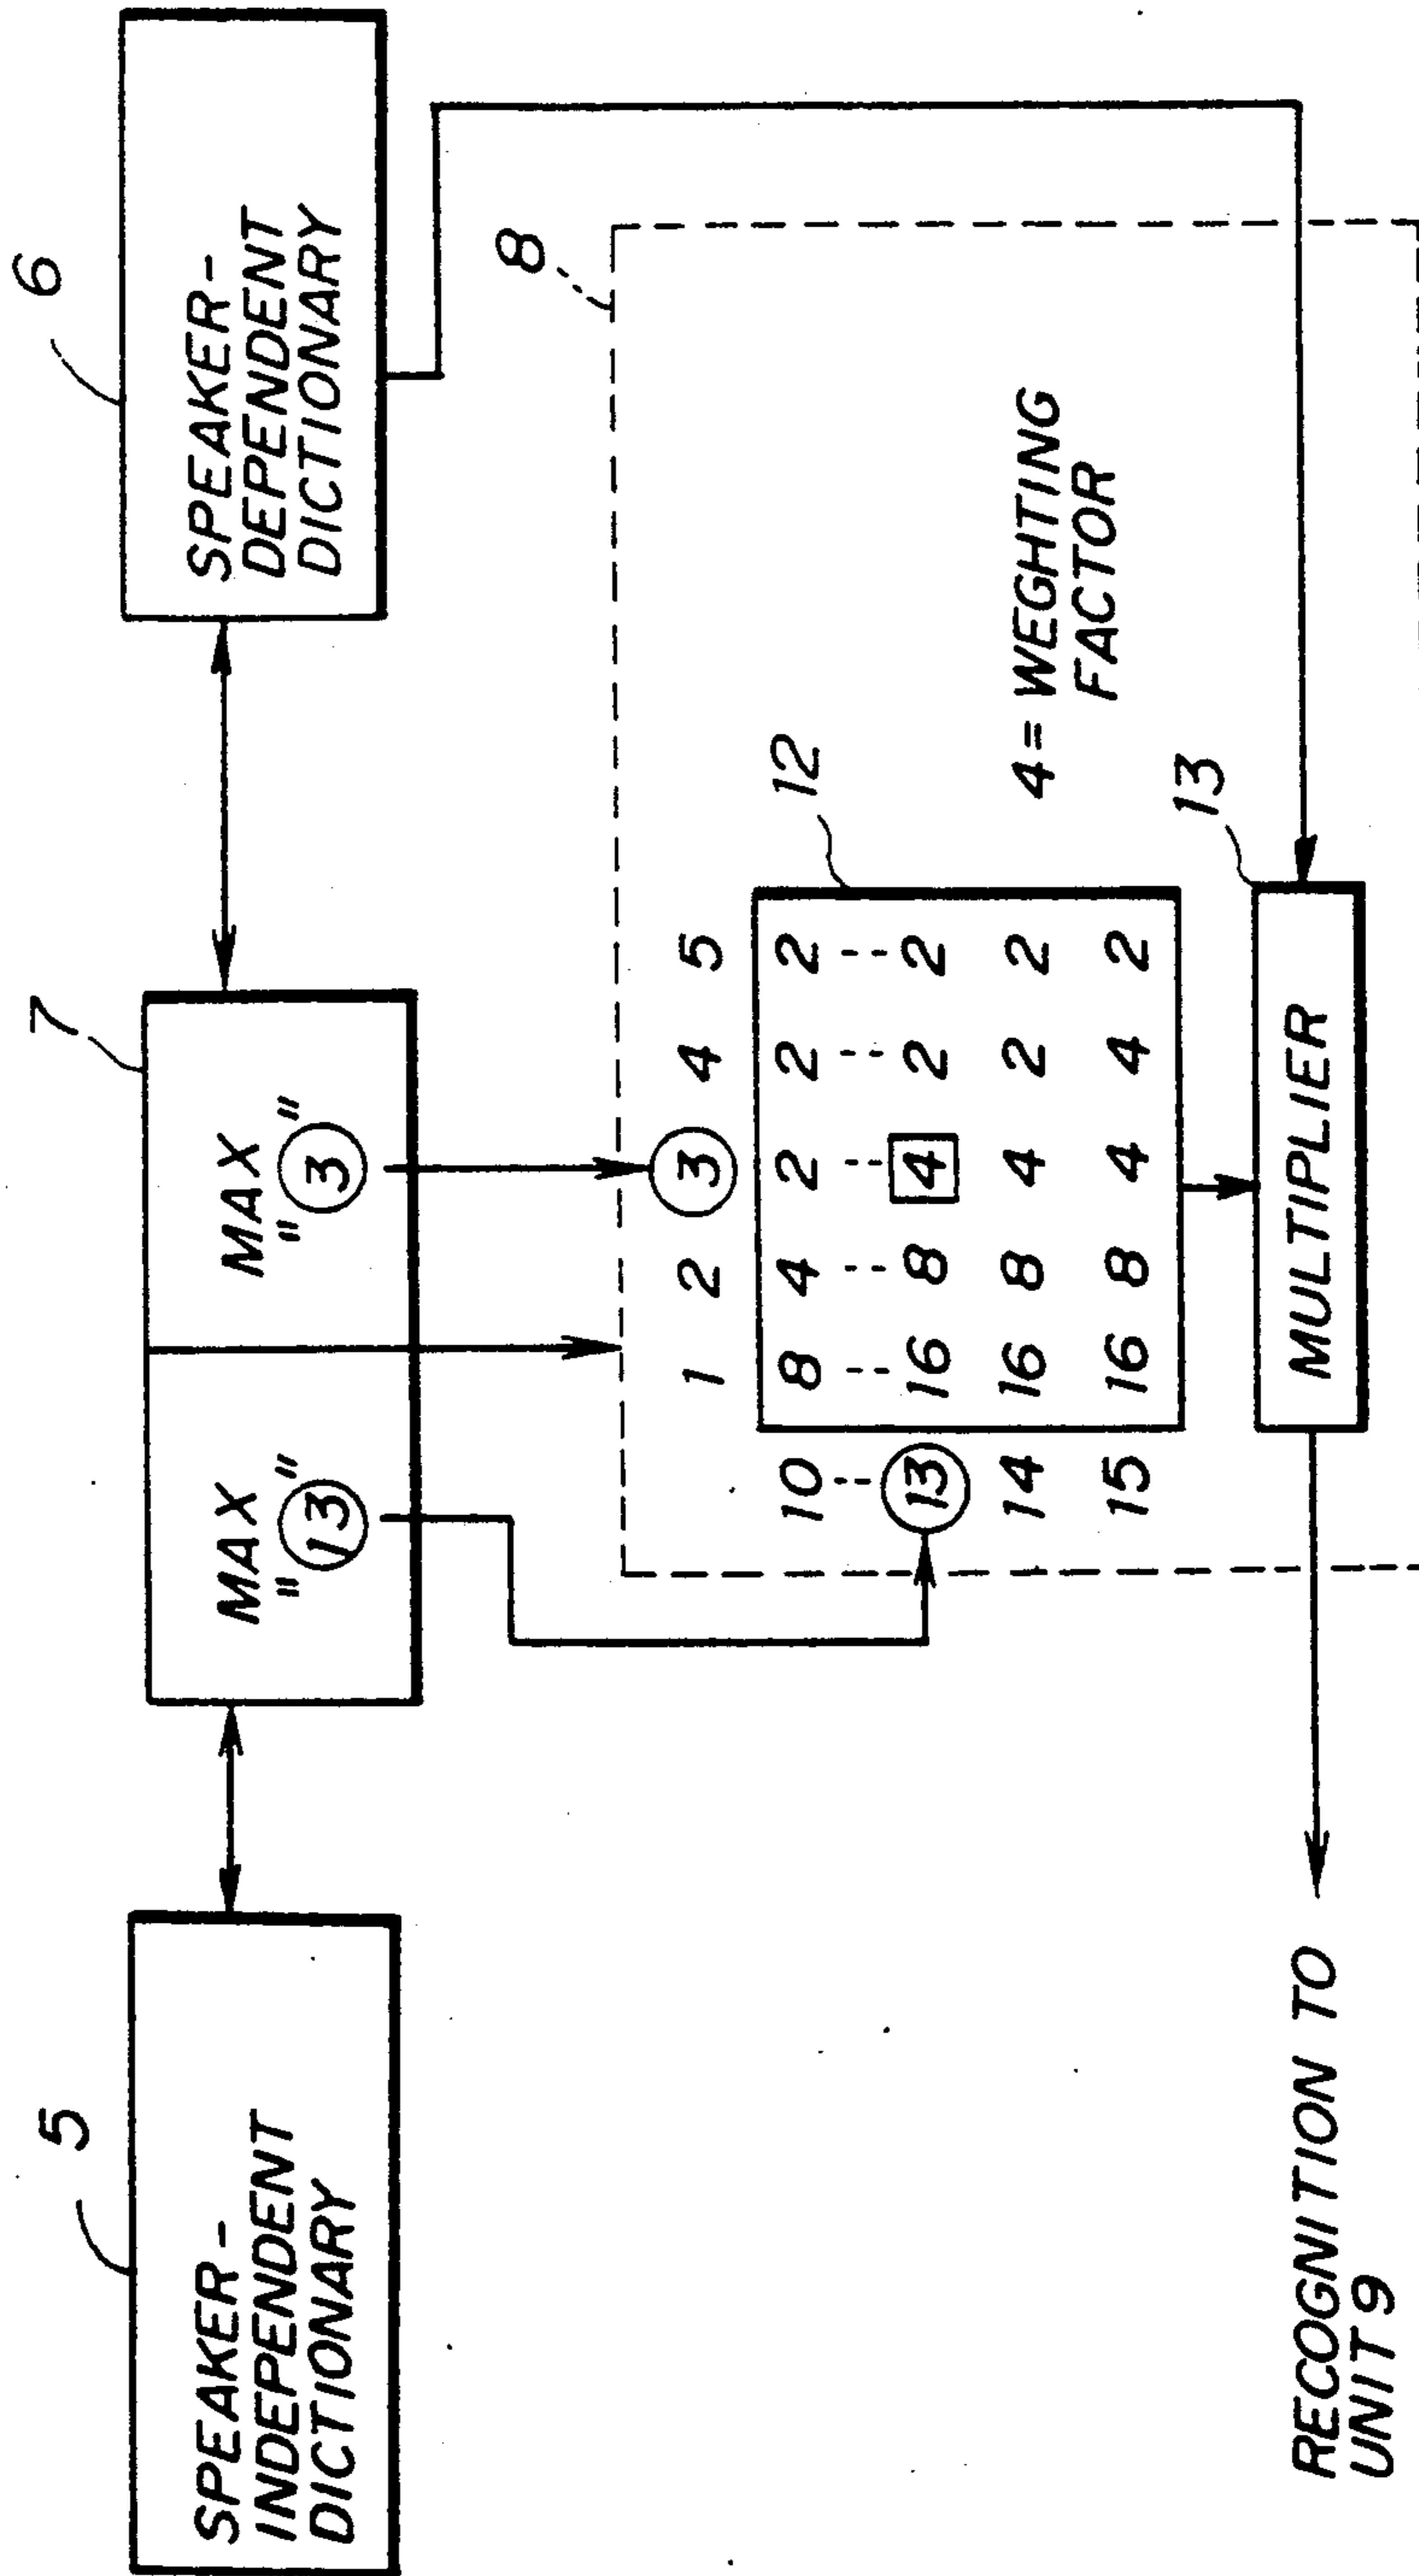 5
SPEAKER-
INDEPENDENT
DICTIONARY
7
MAX
"13"
MAX
"3"
6
SPEAKER-
DEPENDENT
DICTIONARY
8
1 2 3 4 5
12
10 8 4 2 2 2
13 16 8 4 2 2
14 16 8 4 2 2
15 16 8 4 4 2
4 = WEGHTING
FACTOR
13
MULTIPLIER
RECOGNITION TO
UNIT 9